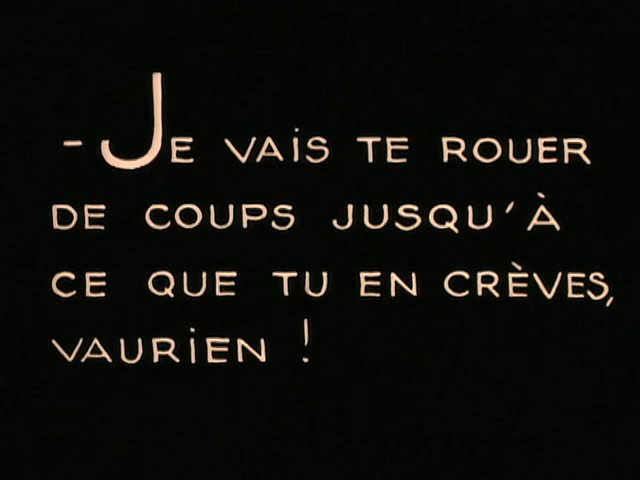 - JE VAiS TE ROUER
DE COUPS JUSQU'À
CE QUE TU EN CRÈVES,
VAURiEN !